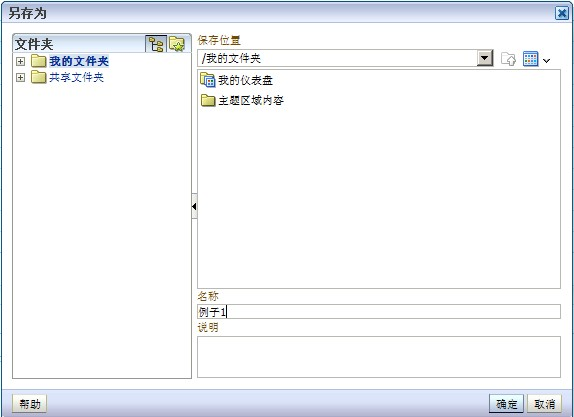 另存为
文件夹
我的文件夹
共享文件夹
保存位置
/我的文件夹
我的仪表盘
主题区域内容
名称
例子1
说明
帮助
确定
取消